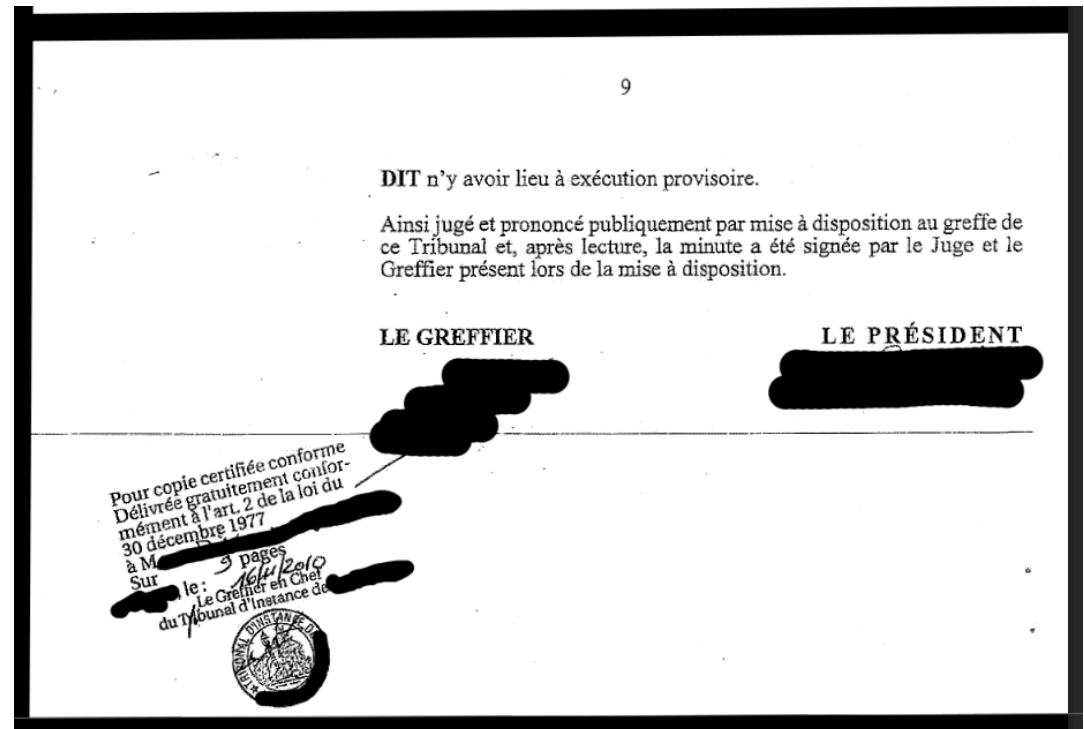 9
DIT n'y avoir lieu à exécution provisoire.
Ainsi jugé et prononcé publiquement par mise à disposition au greffe de
ce Tribunal et, après lecture, la minute a été signée par le Juge et le
Greffier présent lors de la mise à disposition.
LE GREFFIER
LE PRÉSIDENT
Pour copie certifiée conforme
Délivrée gratuitement confor-
mément à l'art. 2 de la loi du
30 décembre 1977
à M
Sur 9 pages
le : 16/11/2010
Le Greffier en Chef
du Tribunal d'Instance de
TRIBUNAL D'INSTANCE